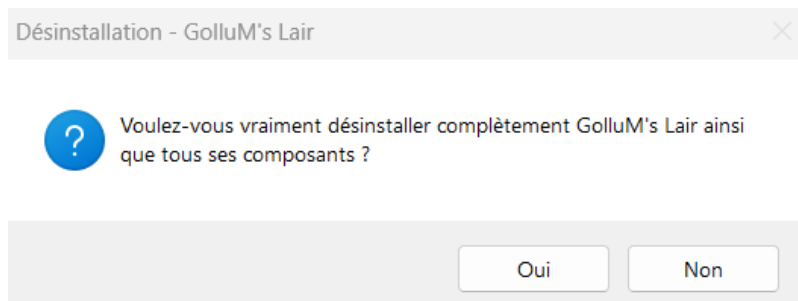 Désinstallation - GolluM's Lair
Voulez-vous vraiment désinstaller complètement GolluM's Lair ainsi
que tous ses composants ?
Oui
Non